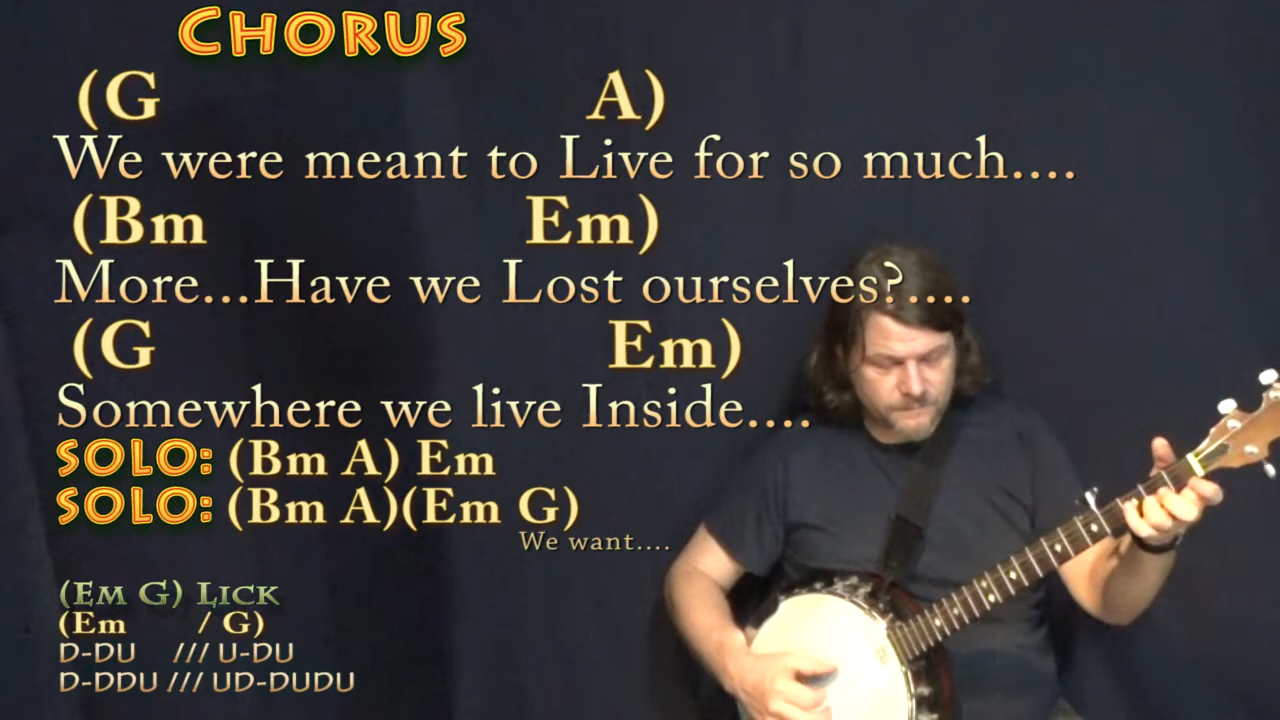 CHORUS
(G A)
We were meant to Live for so much....
(Bm Em)
More...Have we Lost ourselves?....
(G Em)
Somewhere we live Inside....
SOLO: (Bm A) Em
SOLO: (Bm A)(Em G)
We want....
(Em G) Lick
(Em / G)
D-DU /// U-DU
D-DDU /// UD-DUDU